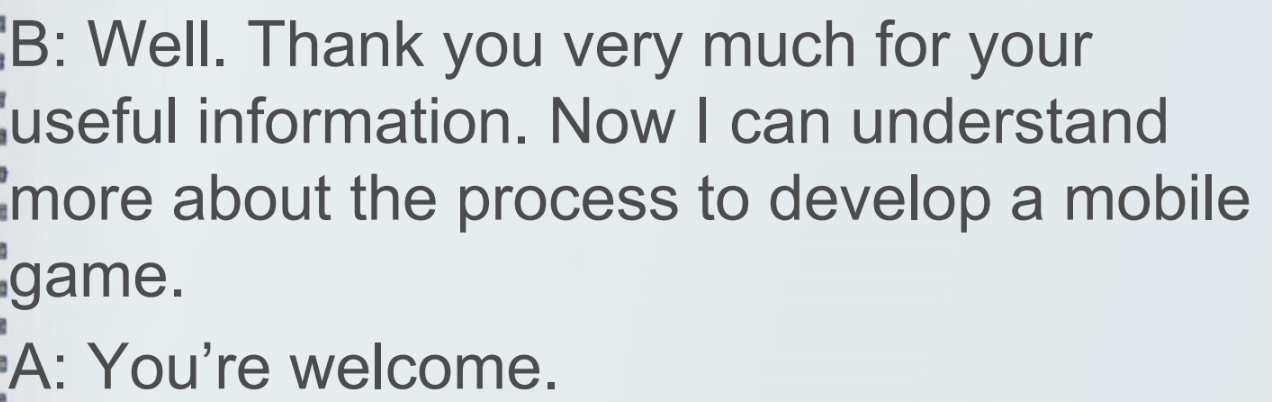 B: Well. Thank you very much for your
useful information. Now I can understand
more about the process to develop a mobile
game.
A: You’re welcome.